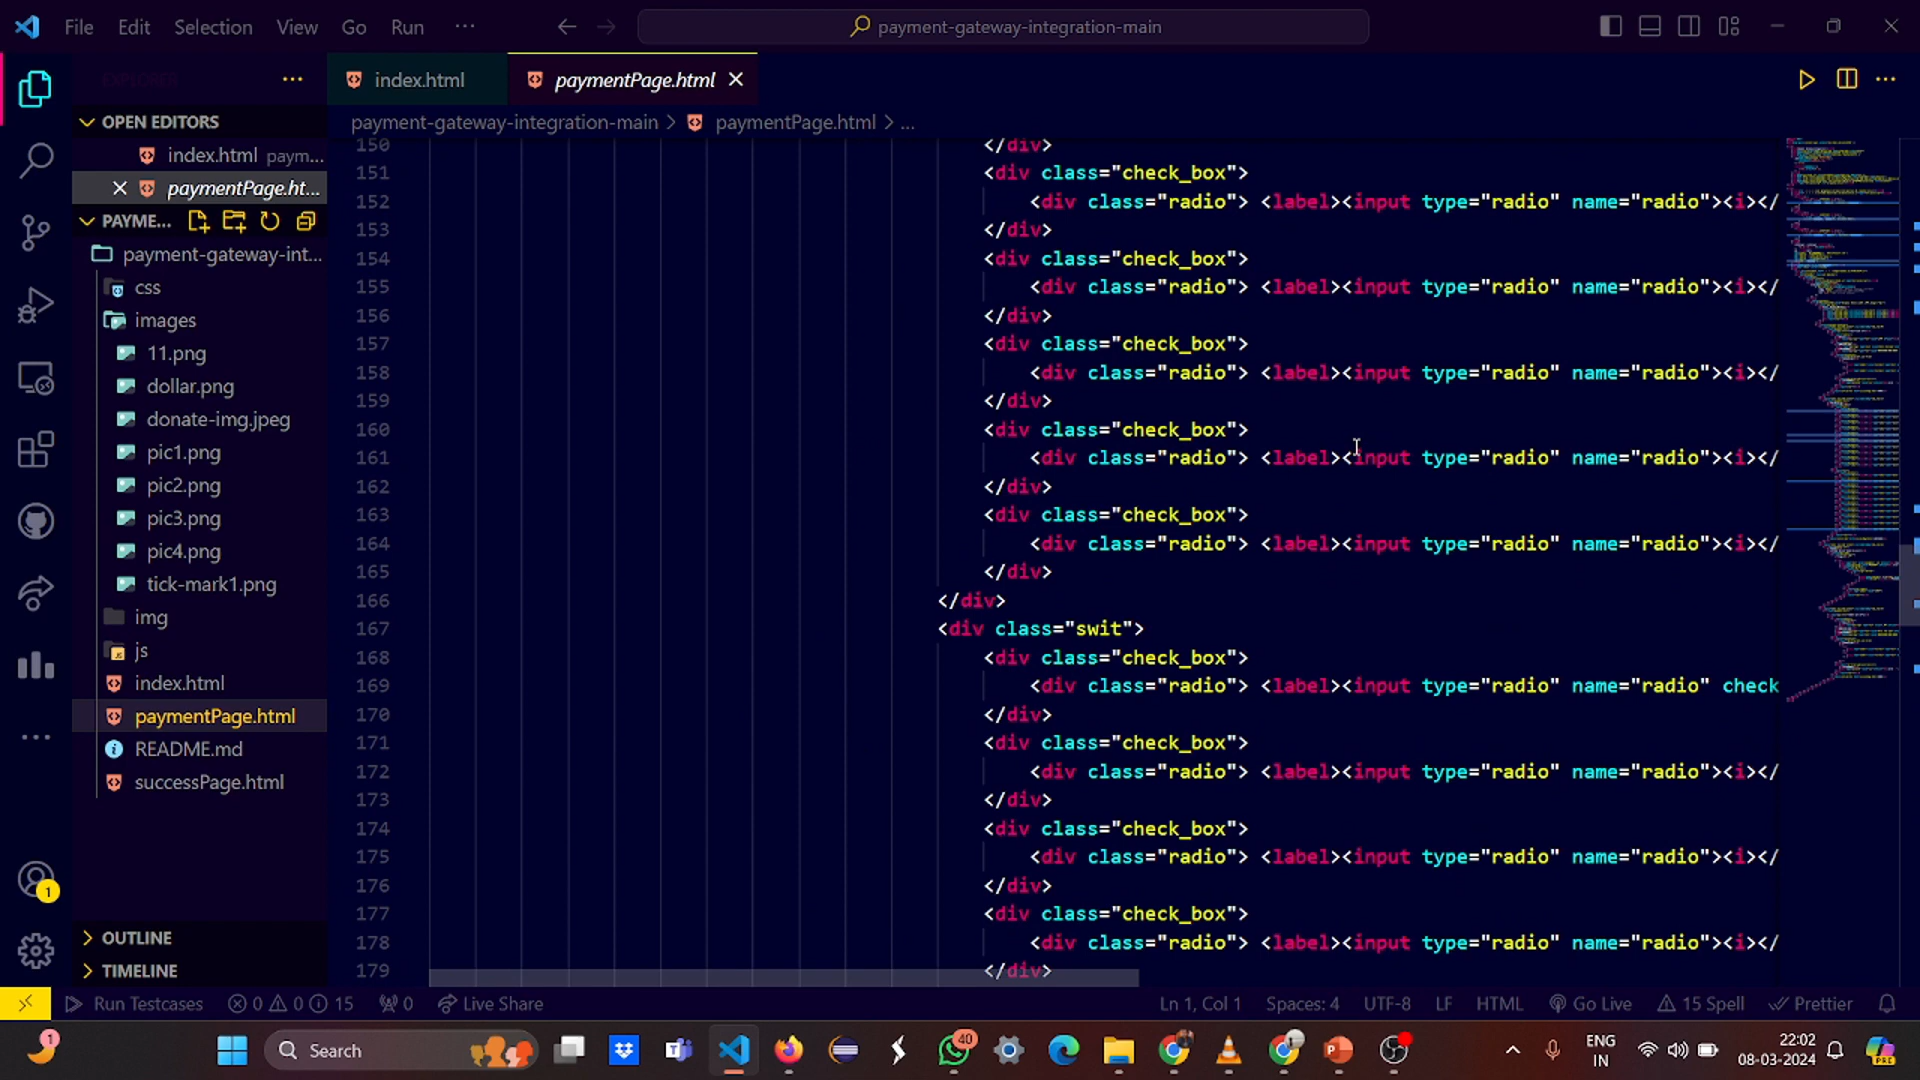 File Edit Selection View Go Run ··· payment-gateway-integration-main
EXPLORER ···
index.html paymentPage.html
OPEN EDITORS
payment-gateway-integration-main > paymentPage.html > ...
index.html paym...
paymentPage.ht...
PAYME...
payment-gateway-int...
css
images
11.png
dollar.png
donate-img.jpeg
pic1.png
pic2.png
pic3.png
pic4.png
tick-mark1.png
img
js
index.html
paymentPage.html
README.md
successPage.html
OUTLINE
TIMELINE
1
150 </div>
151 <div class="check_box">
152 <div class="radio"> <label><input type="radio" name="radio"><i></
153 </div>
154 <div class="check_box">
155 <div class="radio"> <label><input type="radio" name="radio"><i></
156 </div>
157 <div class="check_box">
158 <div class="radio"> <label><input type="radio" name="radio"><i></
159 </div>
160 <div class="check_box">
161 <div class="radio"> <label><input type="radio" name="radio"><i></
162 </div>
163 <div class="check_box">
164 <div class="radio"> <label><input type="radio" name="radio"><i></
165 </div>
166 </div>
167 <div class="swit">
168 <div class="check_box">
169 <div class="radio"> <label><input type="radio" name="radio" check
170 </div>
171 <div class="check_box">
172 <div class="radio"> <label><input type="radio" name="radio"><i></
173 </div>
174 <div class="check_box">
175 <div class="radio"> <label><input type="radio" name="radio"><i></
176 </div>
177 <div class="check_box">
178 <div class="radio"> <label><input type="radio" name="radio"><i></
179 </div>
Run Testcases 0 0 15 0 Live Share Ln 1, Col 1 Spaces: 4 UTF-8 LF HTML Go Live 15 Spell Prettier
1 Search 40 ENG 22:02
IN 08-03-2024 PRE